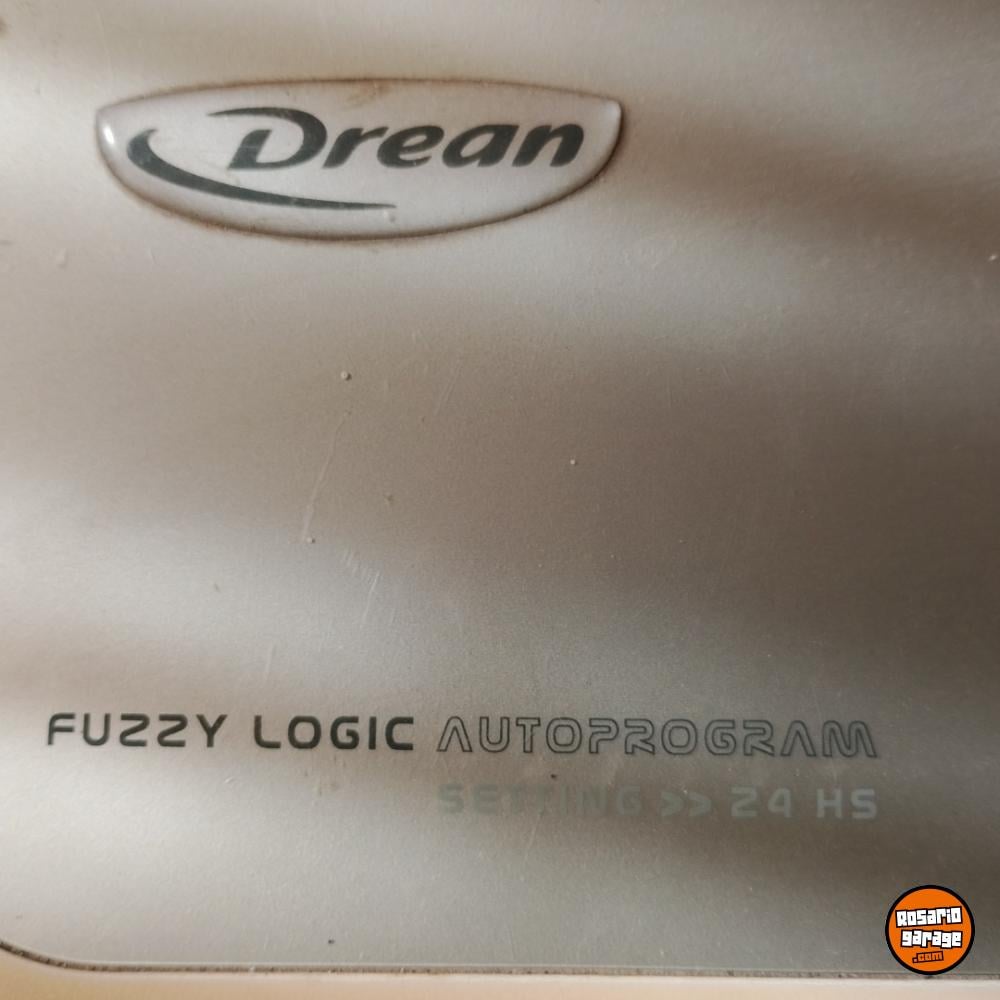 Drean
FUZZY LOGIC AUTOPROGRAM
SETTING >> 24 HS
Rosario
garage
.com